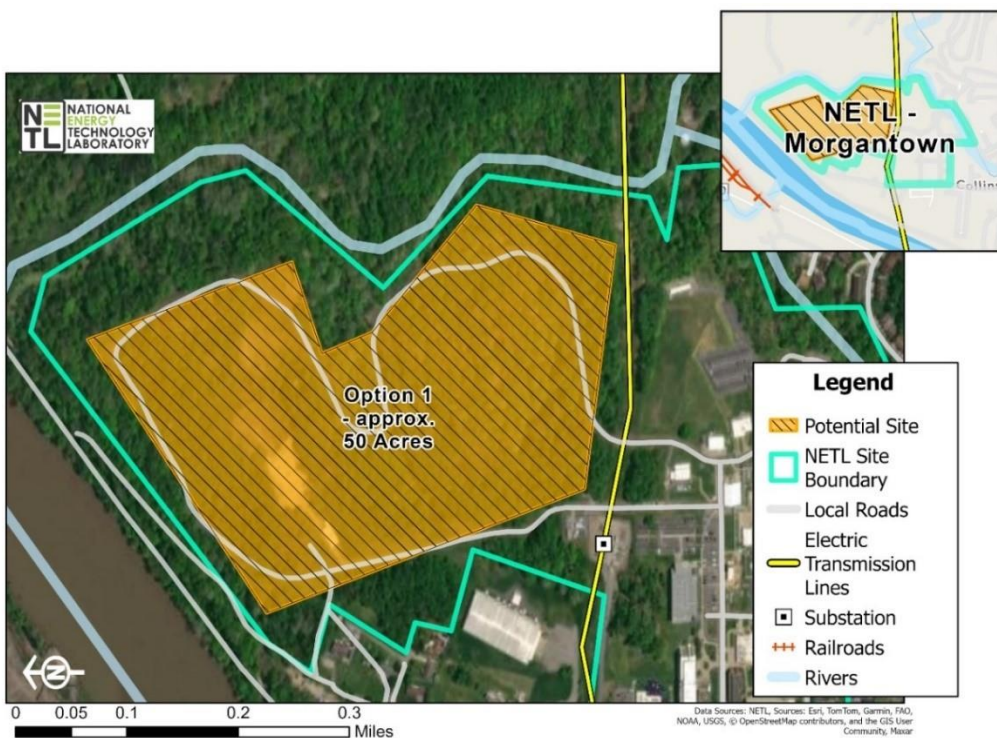 NETL
NATIONAL
ENERGY
TECHNOLOGY
LABORATORY
NETL -
Morgantown
Option 1
- approx.
50 Acres
Legend
Potential Site
NETL Site
Boundary
Local Roads
Electric
Transmission
Lines
Substation
Railroads
Rivers
N
0 0.05 0.1 0.2 0.3
Miles
Data Sources: NETL, Sources: Esri, TomTom, Garmin, FAO,
NOAA, USGS, © OpenStreetMap contributors, and the GIS User
Community, Maxar